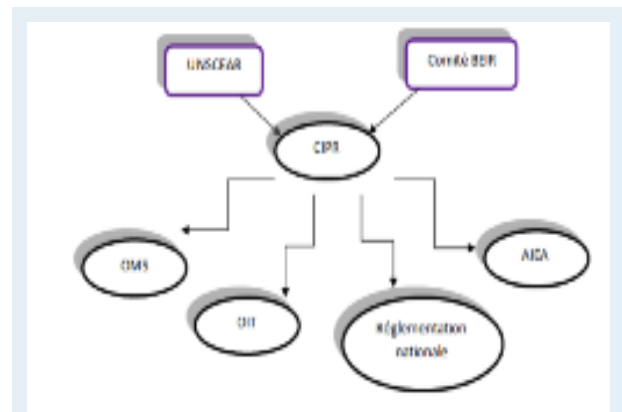 UNSCEAR
Comité BEIR
CIPR
OMS
AIEA
OIT
Réglementation
nationale